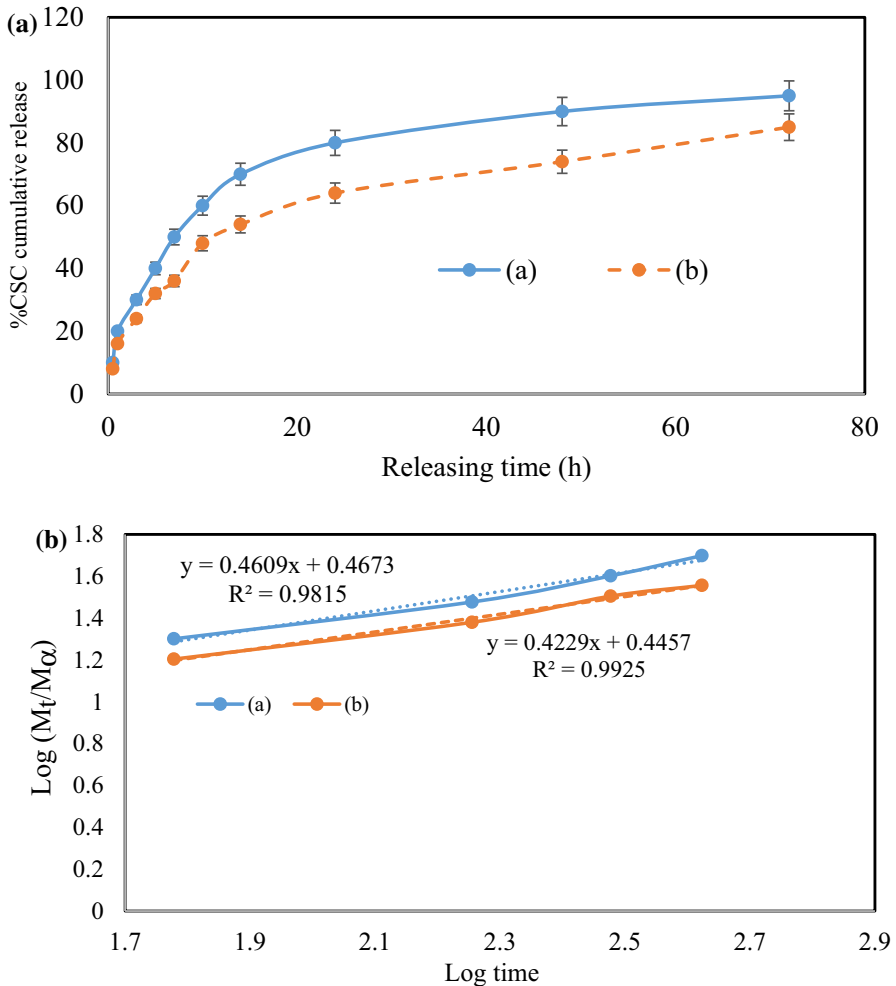 (a)
120
100
80
60
40
20
0
%CSC cumulative release
(a) (b)
0 20 40 60 80
Releasing time (h)
(b)
1.8
1.6
1.4
1.2
1
0.8
0.6
0.4
0.2
0
Log (Mt/Mα)
y = 0.4609x + 0.4673
R² = 0.9815
y = 0.4229x + 0.4457
R² = 0.9925
(a) (b)
1.7 1.9 2.1 2.3 2.5 2.7 2.9
Log time